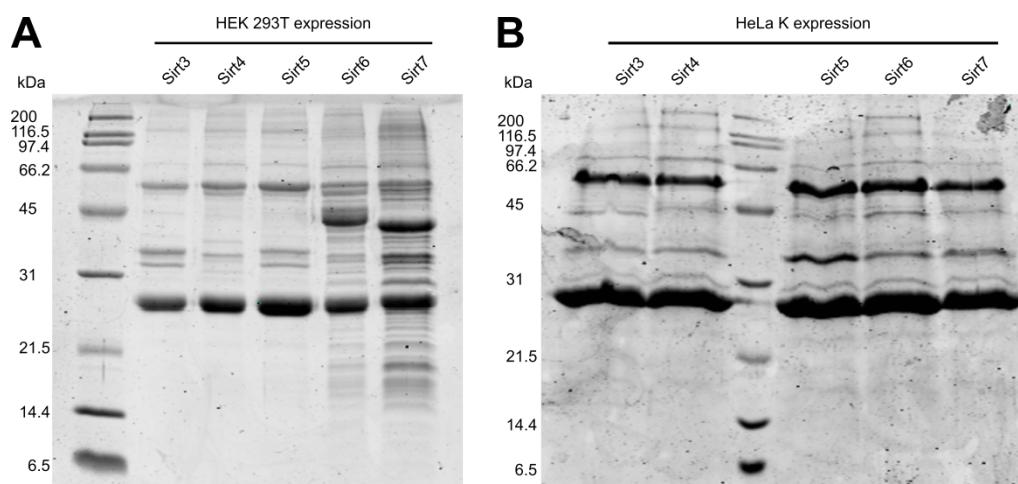 A
HEK 293T expression
kDa
Sirt3
Sirt4
Sirt5
Sirt6
Sirt7
200
116.5
97.4
66.2
45
31
21.5
14.4
6.5
B
HeLa K expression
kDa
Sirt3
Sirt4
Sirt5
Sirt6
Sirt7
200
116.5
97.4
66.2
45
31
21.5
14.4
6.5